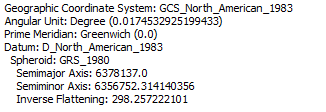 Geographic Coordinate System: GCS_North_American_1983
Angular Unit: Degree (0.0174532925199433)
Prime Meridian: Greenwich (0.0)
Datum: D_North_American_1983
Spheroid: GRS_1980
Semimajor Axis: 6378137.0
Semiminor Axis: 6356752.314140356
Inverse Flattening: 298.257222101